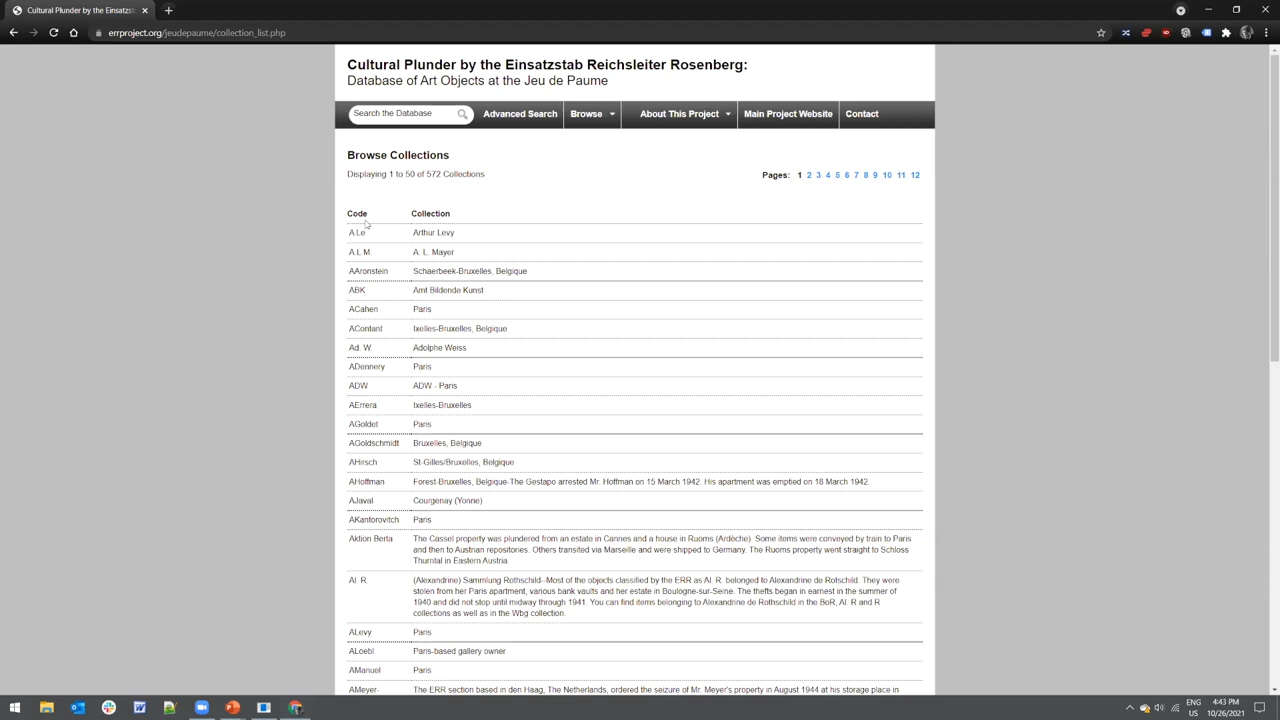 Cultural Plunder by the Einsatzst
errproject.org/jeudepaume/collection_list.php
Cultural Plunder by the Einsatzstab Reichsleiter Rosenberg:
Database of Art Objects at the Jeu de Paume
Search the Database Advanced Search Browse About This Project Main Project Website Contact
Browse Collections
Displaying 1 to 50 of 572 Collections Pages: 1 2 3 4 5 6 7 8 9 10 11 12
Code Collection
A Le Arthur Levy
A.L.M. A. L. Mayer
AAronstein Schaerbeek-Bruxelles, Belgique
ABK Amt Bildende Kunst
ACahen Paris
AContant Ixelles-Bruxelles, Belgique
Ad. W. Adolphe Weiss
ADennery Paris
ADW ADW - Paris
AErrera Ixelles-Bruxelles
AGoldet Paris
AGoldschmidt Bruxelles, Belgique
AHirsch St-Gilles/Bruxelles, Belgique
AHoffman Forest-Bruxelles, Belgique-The Gestapo arrested Mr. Hoffman on 15 March 1942. His apartment was emptied on 18 March 1942.
AJaval Courgenay (Yonne)
AKantorovitch Paris
Aktion Berta The Cassel property was plundered from an estate in Cannes and a house in Ruoms (Ardèche). Some items were conveyed by train to Paris
and then to Austrian repositories. Others transited via Marseille and were shipped to Germany. The Ruoms property went straight to Schloss
Thurntal in Eastern Austria
Al. R. (Alexandrine) Sammlung Rothschild--Most of the objects classified by the ERR as Al. R. belonged to Alexandrine de Rotschild. They were
stolen from her Paris apartment, various bank vaults and her estate in Boulogne-sur-Seine. The thefts began in earnest in the summer of
1940 and did not stop until midway through 1941. You can find items belonging to Alexandrine de Rothschild in the BoR, Al. R and R
collections as well as in the Wbg collection.
ALevy Paris
ALoebl Paris-based gallery owner
AManuel Paris
AMeyer- The ERR section based in den Haag, The Netherlands, ordered the seizure of Mr. Meyer's property in August 1944 at his storage place in
ENG 4:43 PM
US 10/26/2021